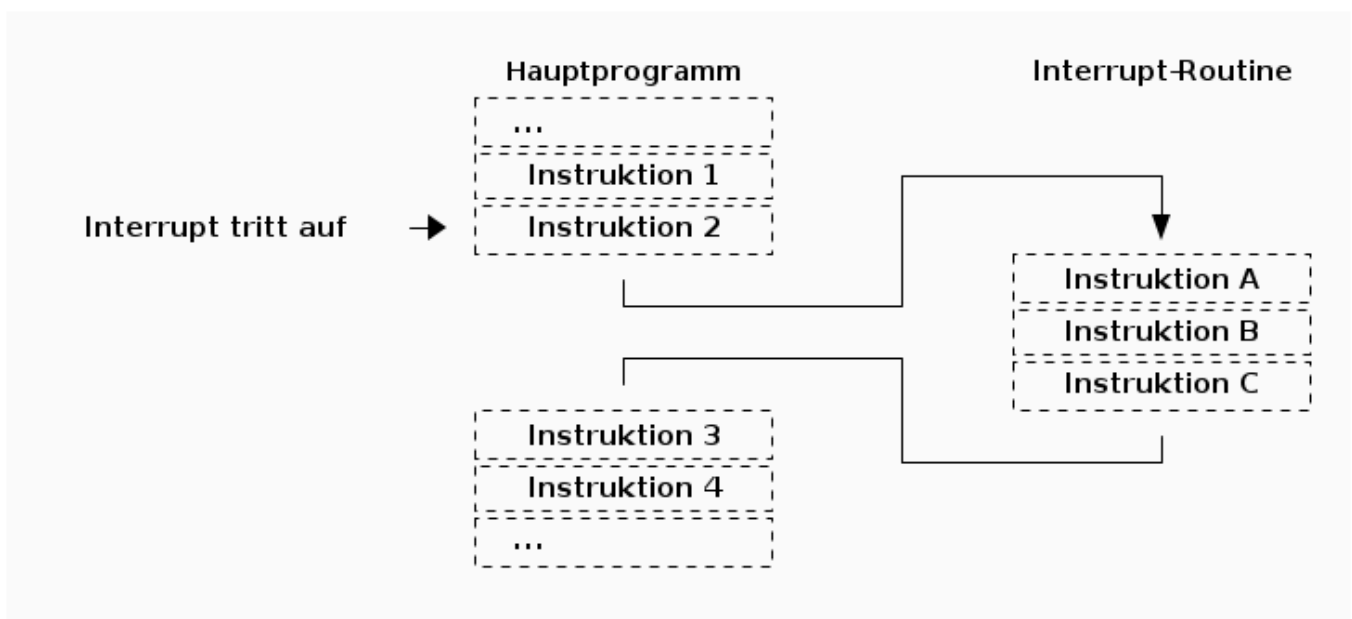 Hauptprogramm
Interrupt-Routine
...
Instruktion 1
Interrupt tritt auf
Instruktion 2
Instruktion A
Instruktion B
Instruktion C
Instruktion 3
Instruktion 4
...